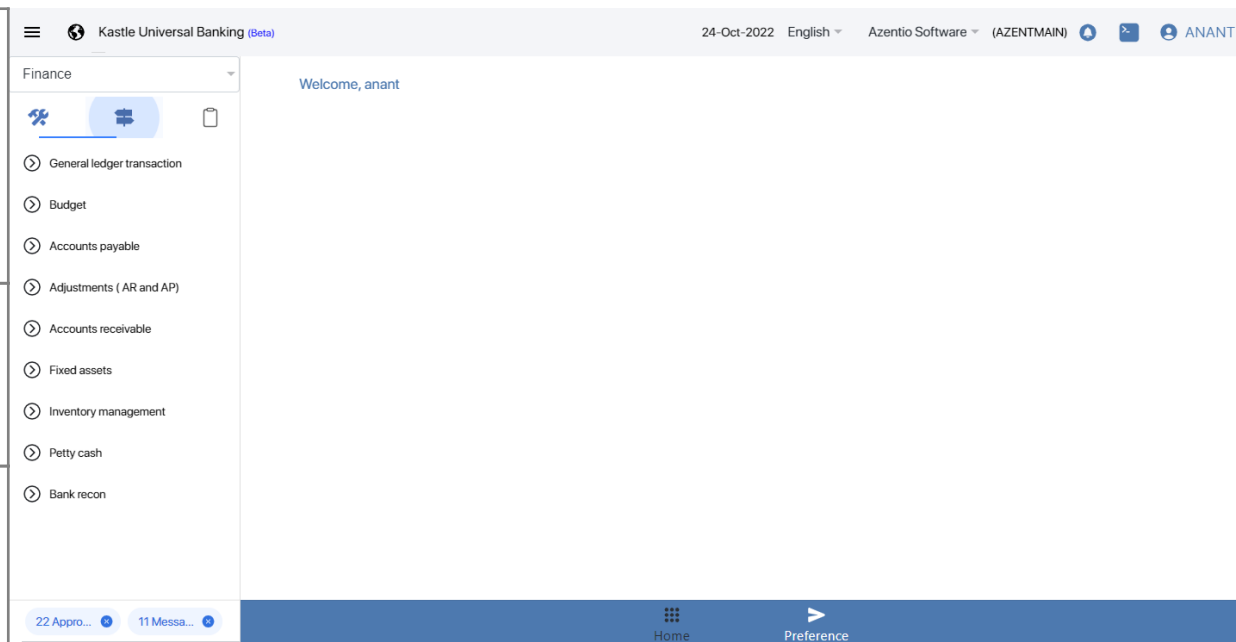 Kastle Universal Banking (Beta)
24-Oct-2022 English Azentio Software (AZENTMAIN) ANANT
Finance
Welcome, anant
General ledger transaction
Budget
Accounts payable
Adjustments ( AR and AP)
Accounts receivable
Fixed assets
Inventory management
Petty cash
Bank recon
22 Appro... 11 Messa...
Home Preference